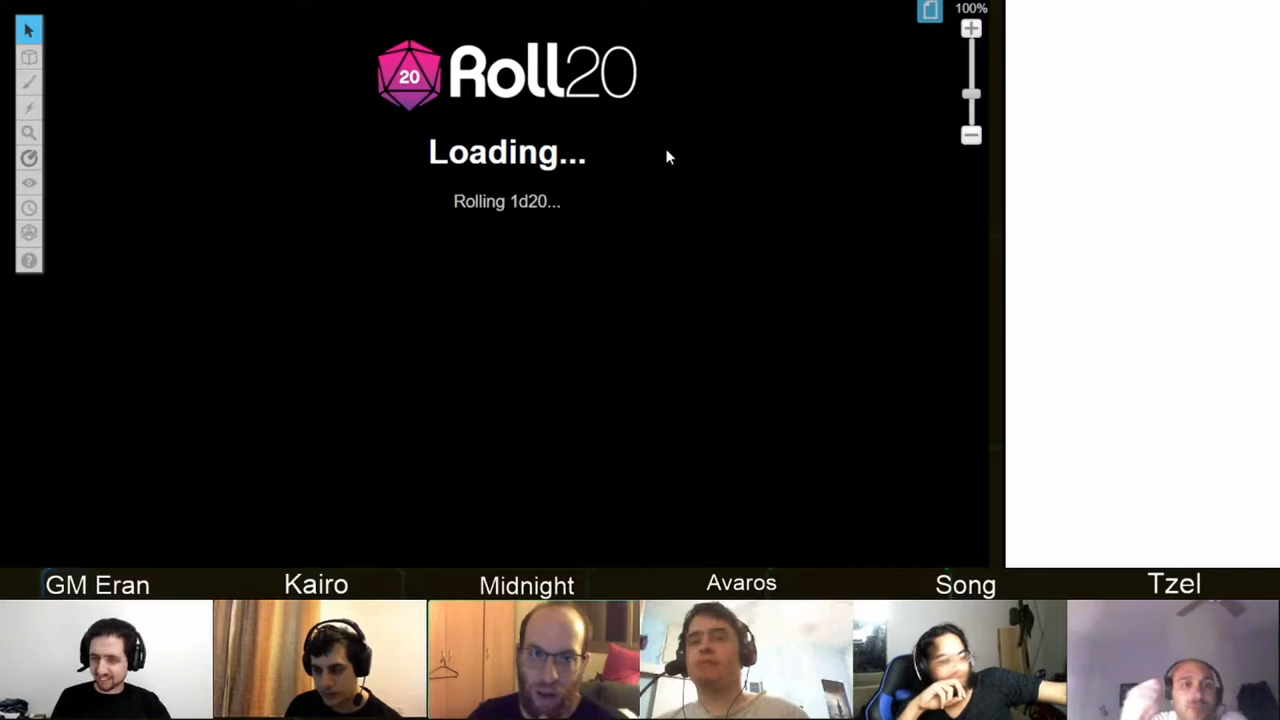 100%
20 Roll20
Loading...
Rolling 1d20...
GM Eran
Kairo
Midnight
Avaros
Song
Tzel